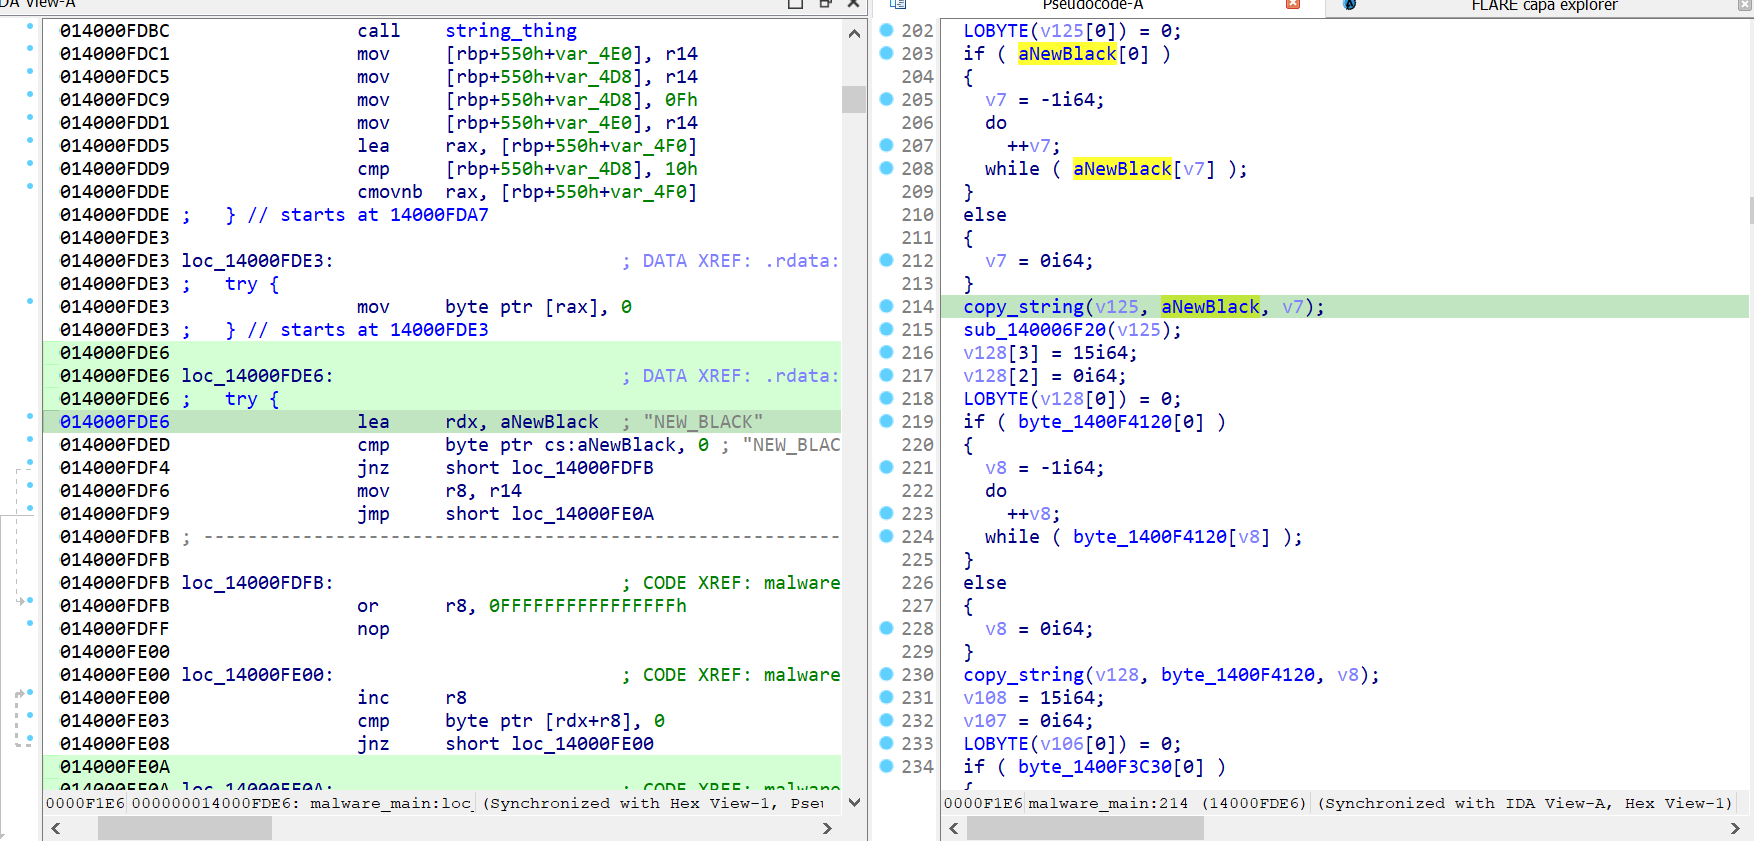 DA View-A
014000FDBC call string_thing
014000FDC1 mov [rbp+550h+var_4E0], r14
014000FDC5 mov [rbp+550h+var_4D8], r14
014000FDC9 mov [rbp+550h+var_4D8], 0Fh
014000FDD1 mov [rbp+550h+var_4E0], r14
014000FDD5 lea rax, [rbp+550h+var_4F0]
014000FDD9 cmp [rbp+550h+var_4D8], 10h
014000FDDE cmovnb rax, [rbp+550h+var_4F0]
014000FDDE ; } // starts at 14000FDA7
014000FDE3
014000FDE3 loc_14000FDE3: ; DATA XREF: .rdata:
014000FDE3 ; try {
014000FDE3 mov byte ptr [rax], 0
014000FDE3 ; } // starts at 14000FDE3
014000FDE6
014000FDE6 loc_14000FDE6: ; DATA XREF: .rdata:
014000FDE6 ; try {
014000FDE6 lea rdx, aNewBlack ; "NEW_BLACK"
014000FDED cmp byte ptr cs:aNewBlack, 0 ; "NEW_BLAC
014000FDF4 jnz short loc_14000FDFB
014000FDF6 mov r8, r14
014000FDF9 jmp short loc_14000FE0A
014000FDFB ; ----------------------------------------------------------
014000FDFB
014000FDFB loc_14000FDFB: ; CODE XREF: malware
014000FDFB or r8, 0FFFFFFFFFFFFFFFFh
014000FDFF nop
014000FE00
014000FE00 loc_14000FE00: ; CODE XREF: malware
014000FE00 inc r8
014000FE03 cmp byte ptr [rdx+r8], 0
014000FE08 jnz short loc_14000FE00
014000FE0A
014000FE0A loc_14000FE0A: ; CODE XREF: malware
0000F1E6 000000014000FDE6: malware_main:loc_ (Synchronized with Hex View-1, Pseu
Pseudocode-A
FLARE capa explorer
202 LOBYTE(v125[0]) = 0;
203 if ( aNewBlack[0] )
204 {
205 v7 = -1i64;
206 do
207 ++v7;
208 while ( aNewBlack[v7] );
209 }
210 else
211 {
212 v7 = 0i64;
213 }
214 copy_string(v125, aNewBlack, v7);
215 sub_140006F20(v125);
216 v128[3] = 15i64;
217 v128[2] = 0i64;
218 LOBYTE(v128[0]) = 0;
219 if ( byte_1400F4120[0] )
220 {
221 v8 = -1i64;
222 do
223 ++v8;
224 while ( byte_1400F4120[v8] );
225 }
226 else
227 {
228 v8 = 0i64;
229 }
230 copy_string(v128, byte_1400F4120, v8);
231 v108 = 15i64;
232 v107 = 0i64;
233 LOBYTE(v106[0]) = 0;
234 if ( byte_1400F3C30[0] )
{
0000F1E6 malware_main:214 (14000FDE6) (Synchronized with IDA View-A, Hex View-1)